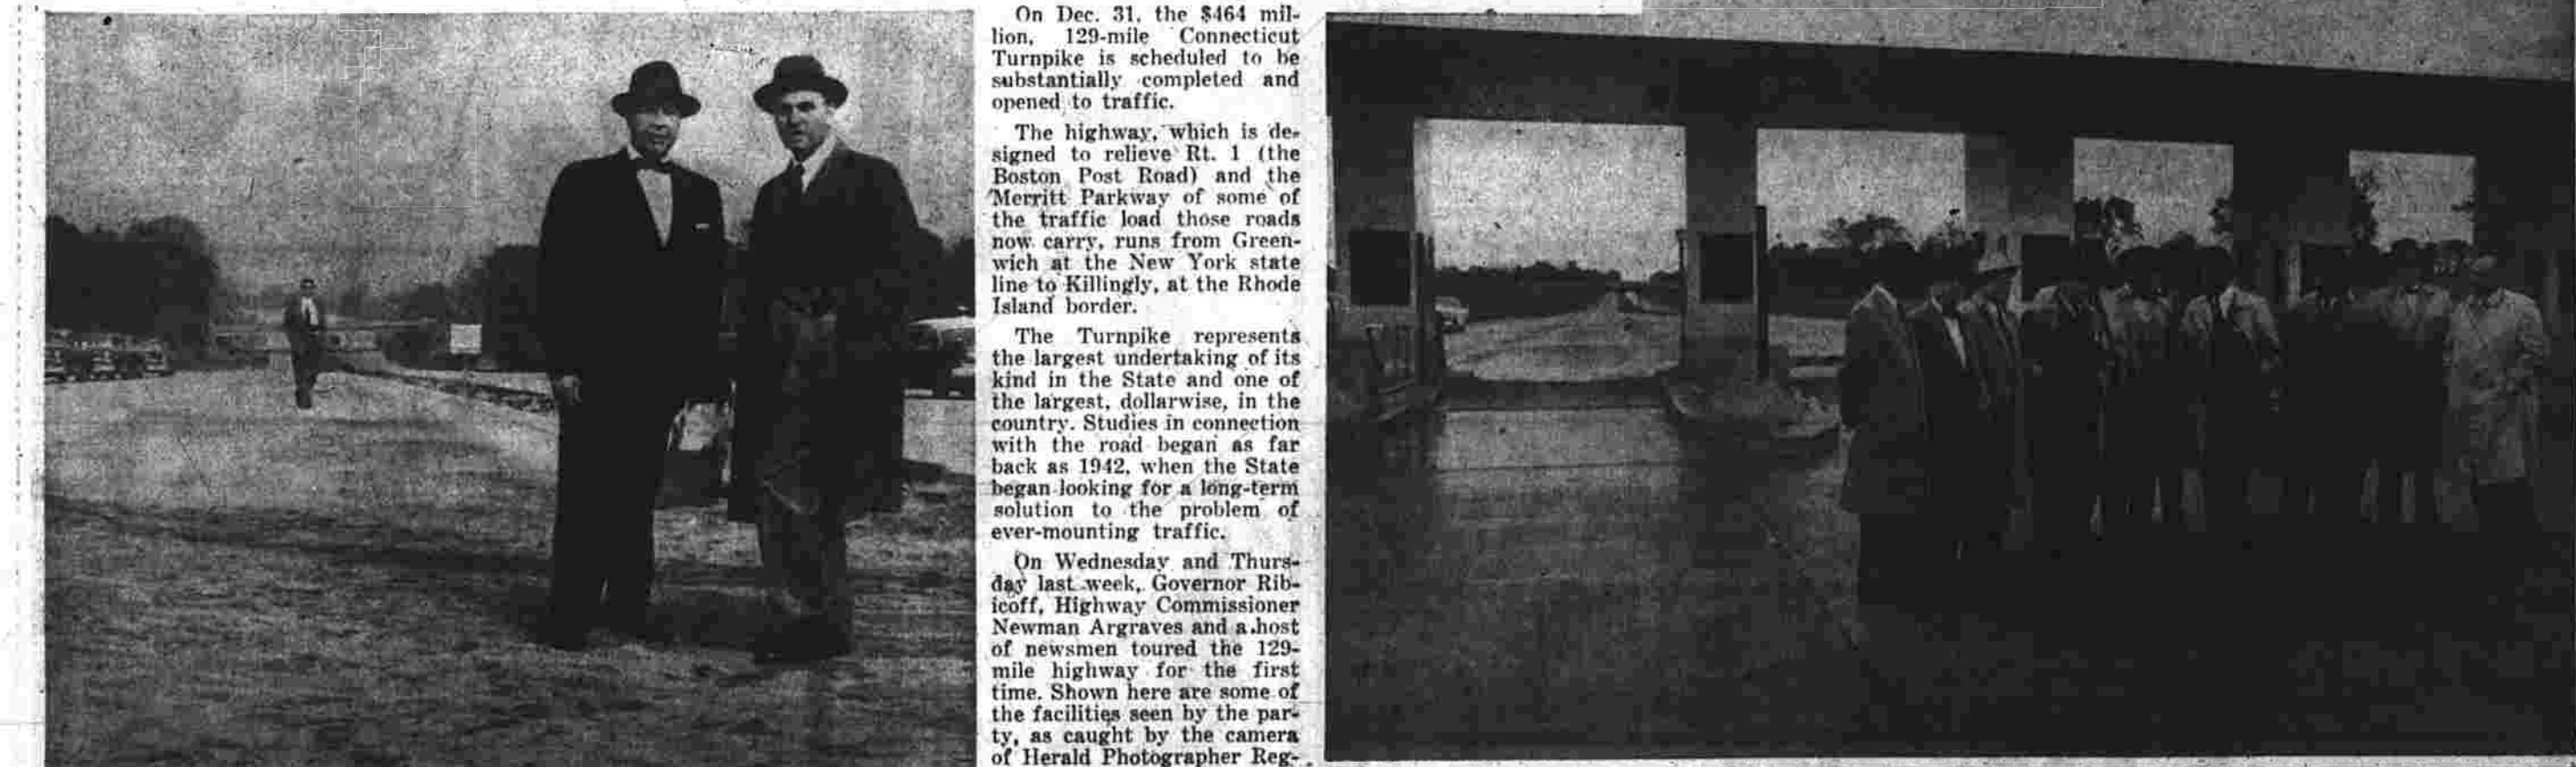 On Dec. 31, the $464 mil-
lion, 129-mile Connecticut
Turnpike is scheduled to be
substantially completed and
opened to traffic.
The highway, which is de-
signed to relieve Rt. 1 (the
Boston Post Road) and the
Merritt Parkway of some of
the traffic load those roads
now carry, runs from Green-
wich at the New York state
line to Killingly, at the Rhode
Island border.
The Turnpike represents
the largest undertaking of its
kind in the State and one of
the largest, dollarwise, in the
country. Studies in connection
with the road began as far
back as 1942, when the State
began looking for a long-term
solution to the problem of
ever-mounting traffic.
On Wednesday and Thurs-
day last week, Governor Rib-
icoff, Highway Commissioner
Newman Argraves and a host
of newsmen toured the 129-
mile highway for the first
time. Shown here are some of
the facilities seen by the par-
ty, as caught by the camera
of Herald Photographer Reg-